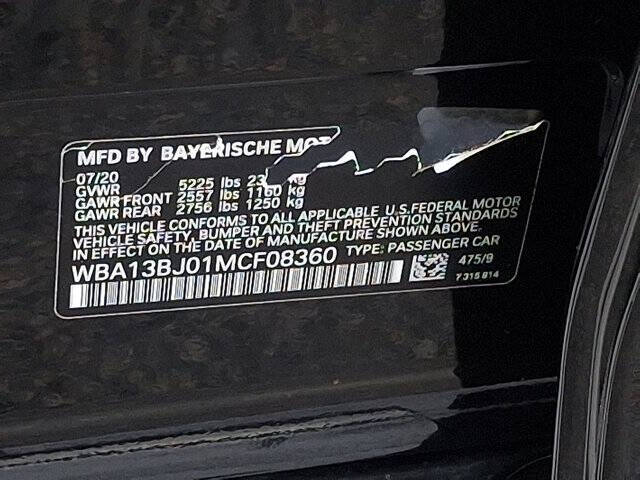 MFD BY BAYERISCHE
07/20
GVWR 5225 lbs
GAWR FRONT 2557 lbs 1160 kg
GAWR REAR 2756 lbs 1250 kg
THIS VEHICLE CONFORMS TO ALL APPLICABLE U.S.FEDERAL MOTOR
VEHICLE SAFETY, BUMPER AND THEFT PREVENTION STANDARDS
IN EFFECT ON THE DATE OF MANUFACTURE SHOWN ABOVE.
WBA13BJ01MCF08360 TYPE: PASSENGER CAR
475/9
7315814